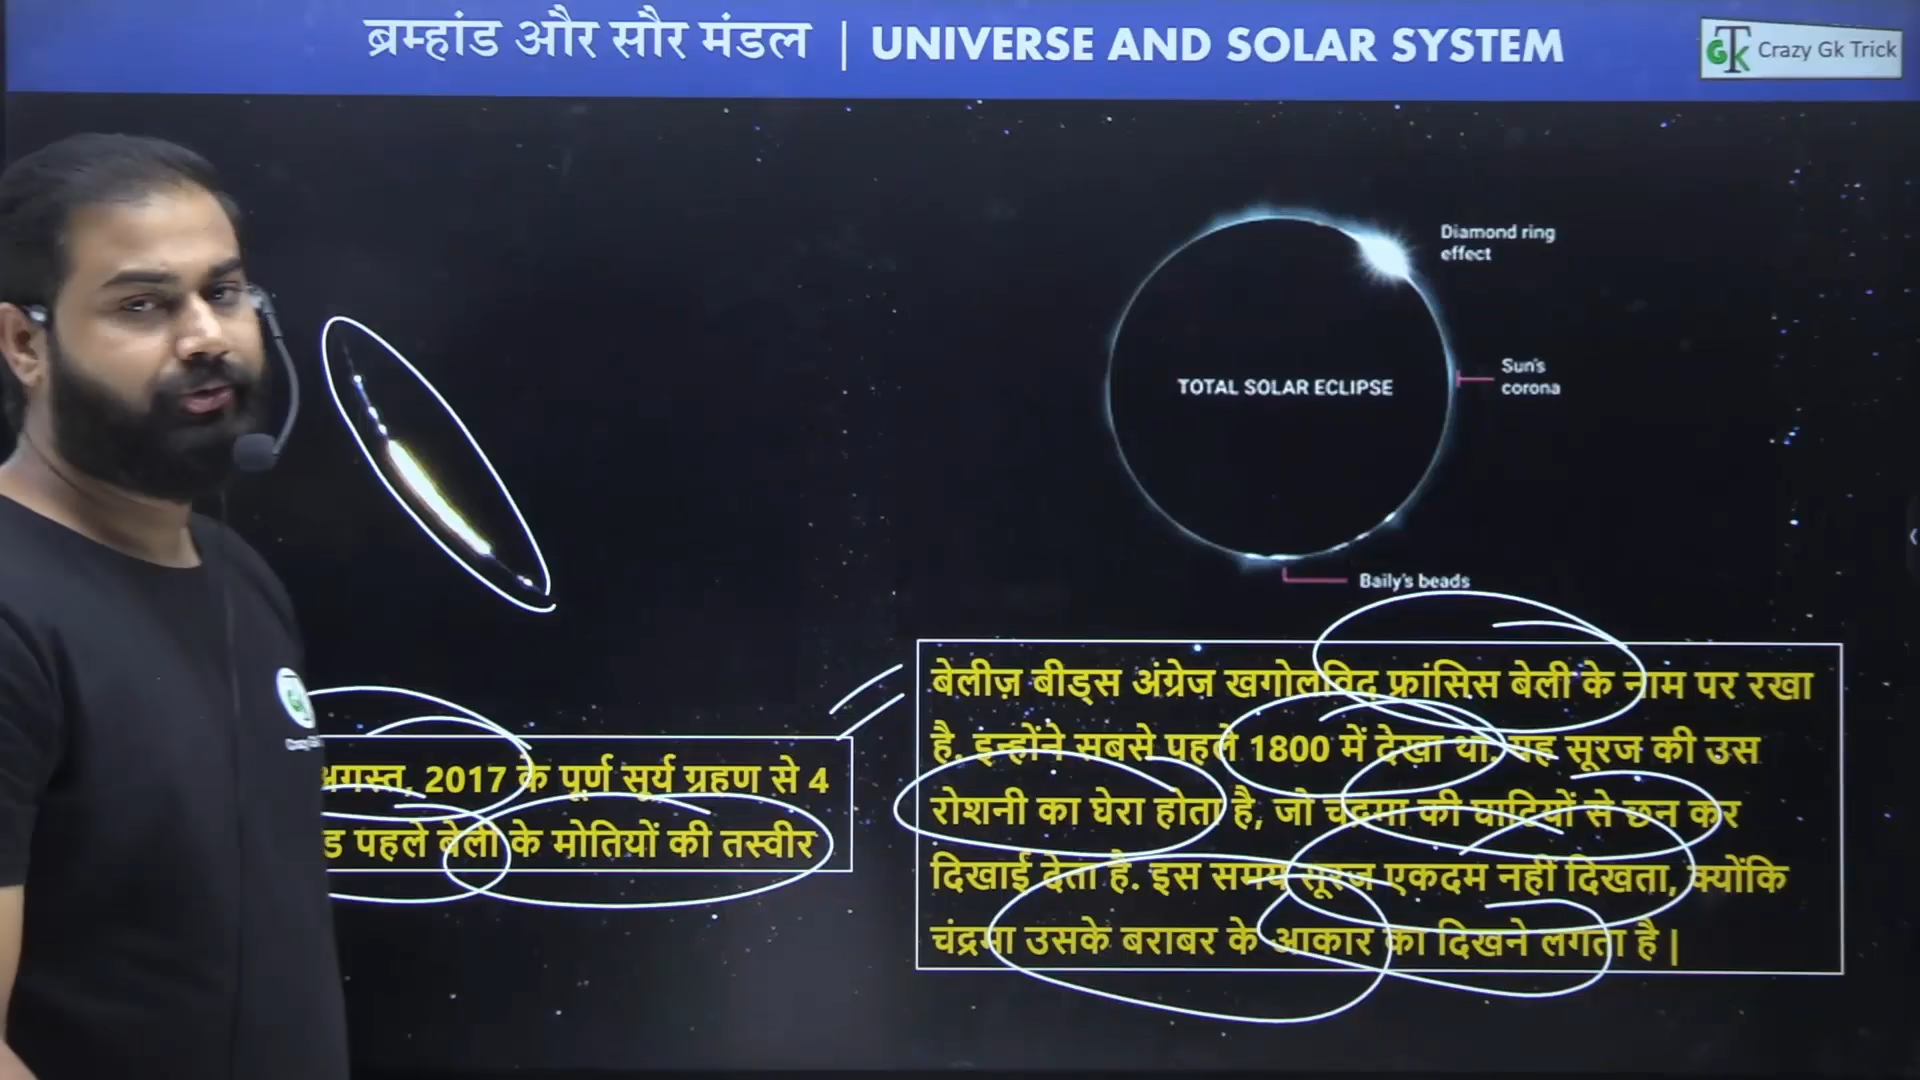 ब्रम्हांड और सौर मंडल | UNIVERSE AND SOLAR SYSTEM
GTK Crazy Gk Trick
Diamond ring
effect
Sun's
corona
TOTAL SOLAR ECLIPSE
Baily's beads
बेलीज़ बीड्स अंग्रेज खगोलविद फ्रांसिस बेली के नाम पर रखा
है. इन्होंने सबसे पहले 1800 में देखा था. यह सूरज की उस
रोशनी का घेरा होता है, जो चंद्रमा की घाटियों से छन कर
दिखाई देता है. इस समय सूरज एकदम नहीं दिखता, क्योंकि
चंद्रमा उसके बराबर के आकार का दिखने लगता है |
अगस्त, 2017 के पूर्ण सूर्य ग्रहण से 4
पहले बेली के मोतियों की तस्वीर